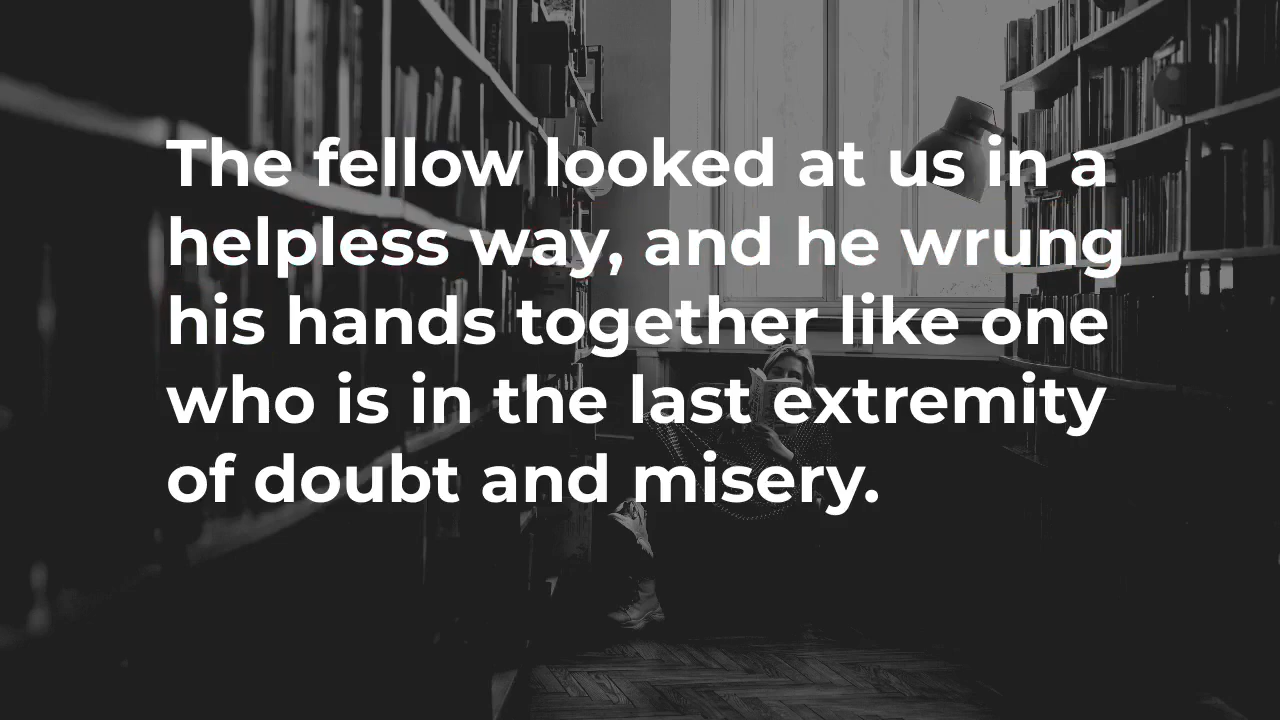 The fellow looked at us in a
helpless way, and he wrung
his hands together like one
who is in the last extremity
of doubt and misery.